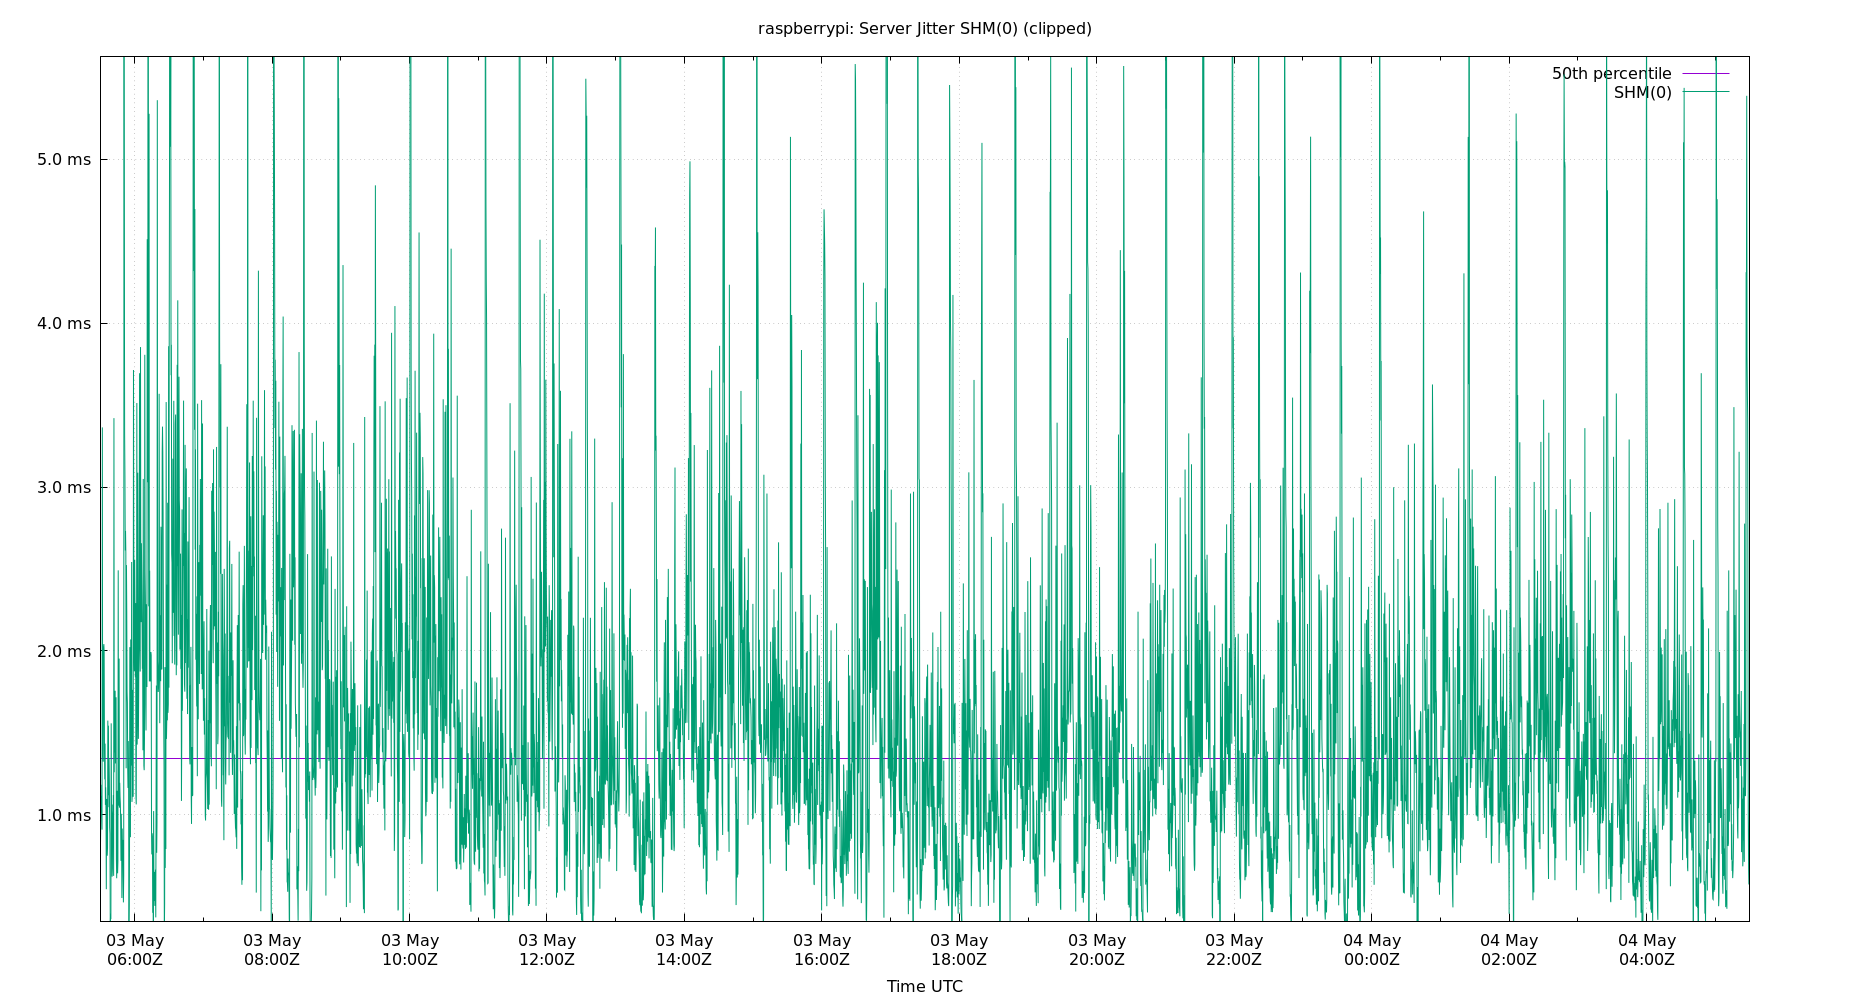 raspberrypi: Server Jitter SHM(0) (clipped)
50th percentile
SHM(0)
5.0 ms
4.0 ms
3.0 ms
2.0 ms
1.0 ms
03 May 03 May 03 May 03 May 03 May 03 May 03 May 03 May 03 May 04 May 04 May 04 May
06:00Z 08:00Z 10:00Z 12:00Z 14:00Z 16:00Z 18:00Z 20:00Z 22:00Z 00:00Z 02:00Z 04:00Z
Time UTC